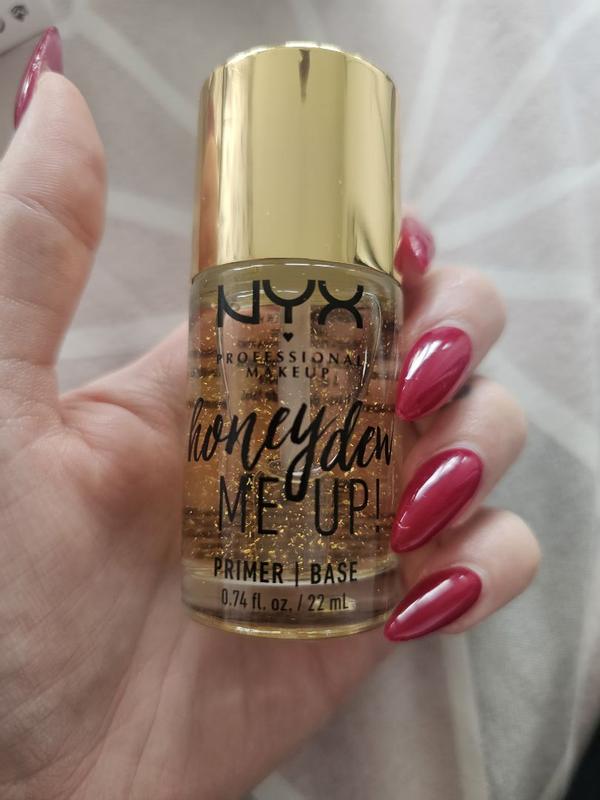 NYX
PROFESSIONAL
MAKEUP
honeydew
ME UP!
PRIMER | BASE
0.74 fl. oz. / 22 mL